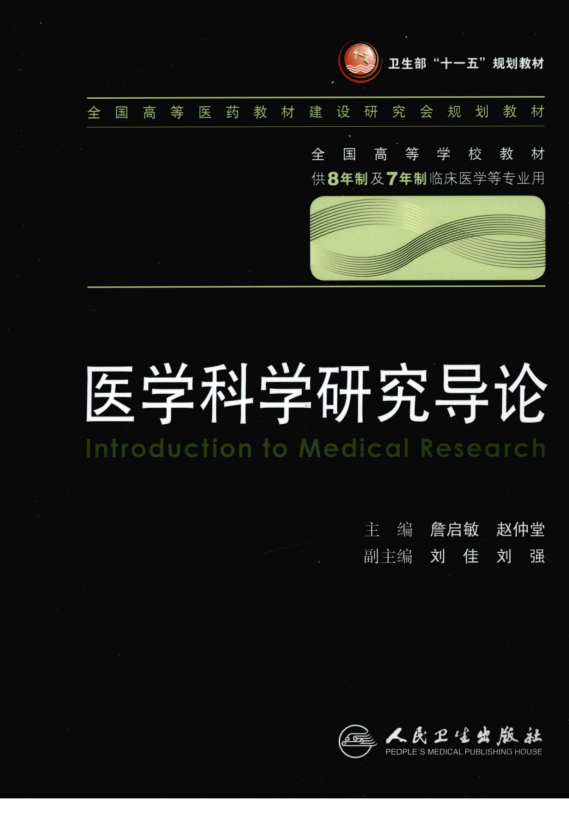 卫生部“十一五”规划教材
全国高等医药教材建设研究会规划教材
全国高等学校教材
供8年制及7年制临床医学等专业用
医学科学研究导论
Introduction to Medical Research
主 编 詹启敏 赵仲堂
副主编 刘 佳 刘 强
人民卫生出版社
PEOPLE'S MEDICAL PUBLISHING HOUSE